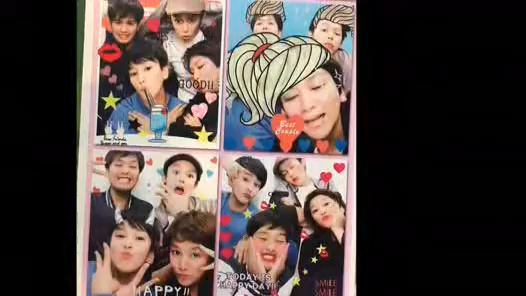 GOOD!!
Best
Couple
HAPPY!!
TODAY IS
HAPPY DAY!!
SMILE
SMILE